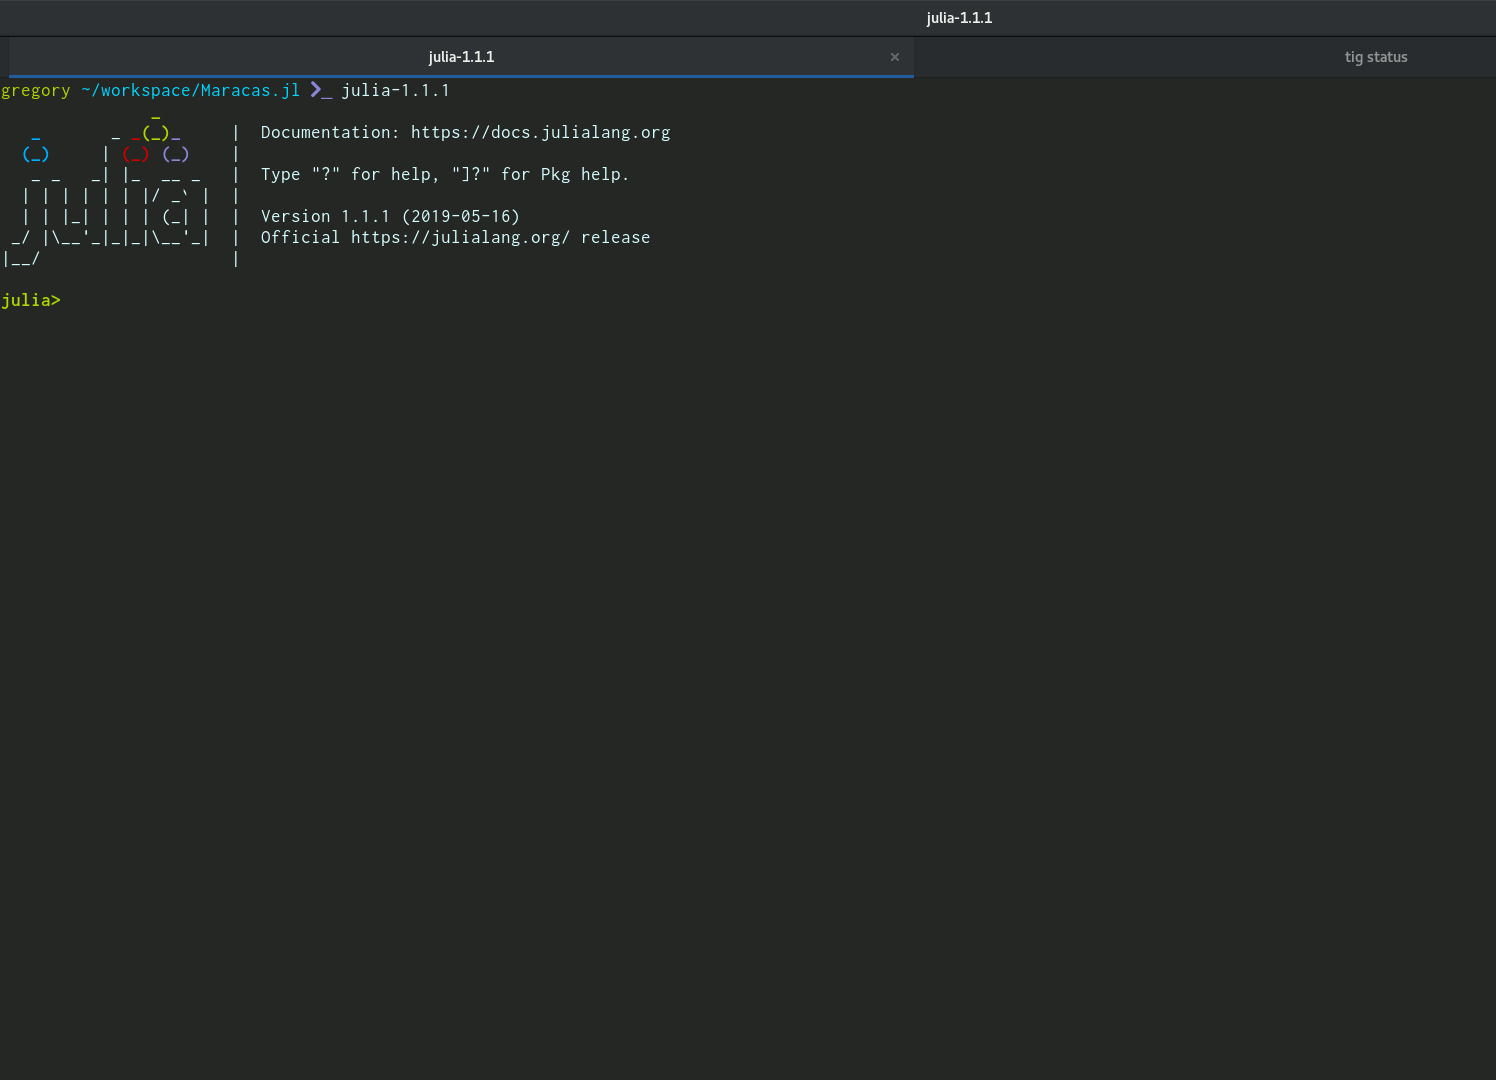 julia-1.1.1
julia-1.1.1 × tig status
gregory ~/workspace/Maracas.jl ❯_ julia-1.1.1
               _
   _       _ _(_)_     |  Documentation: https://docs.julialang.org
  (_)     | (_) (_)    |
   _ _   _| |_  __ _   |  Type "?" for help, "]?" for Pkg help.
  | | | | | | |/ _` |  |
  | | |_| | | | (_| |  |  Version 1.1.1 (2019-05-16)
 _/ |\__'_|_|_|\__'_|  |  Official https://julialang.org/ release
|__/                   |
julia>